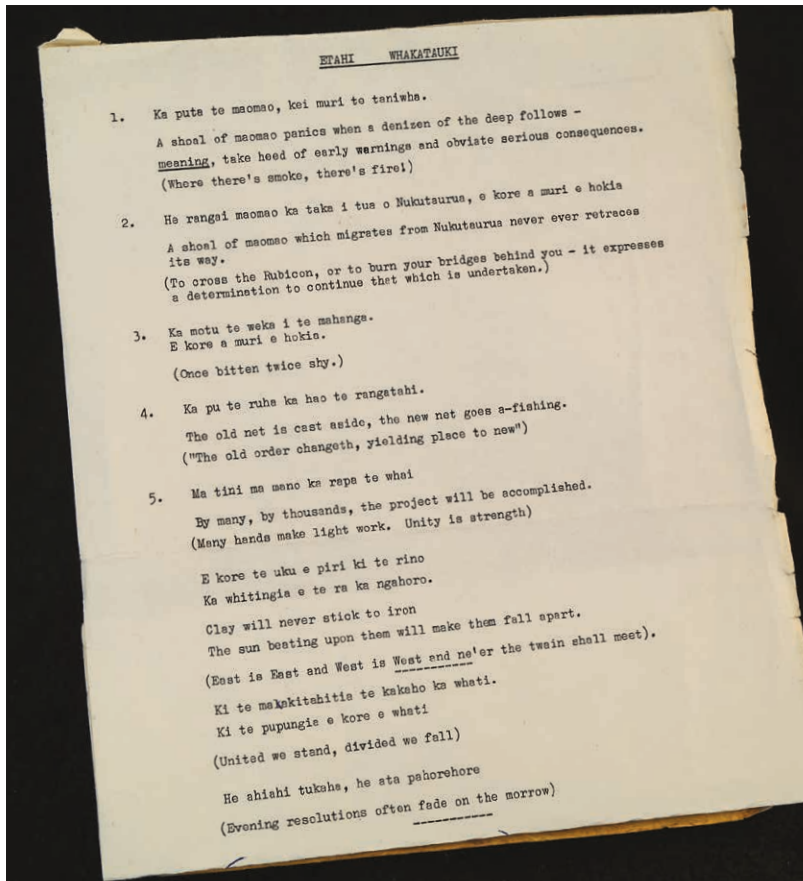 ETAHI WHAKATAUKI
1. Ka puta te maomao, kei muri te taniwha.
A shoal of maomao panics when a denizen of the deep follows -
meaning, take heed of early warnings and obviate serious consequences.
(Where there's smoke, there's fire!)
2. He rangai maomao ka taka i tua o Nukutaurua, e kore a muri e hokia
A shoal of maomao which migrates from Nukutaurua never ever retraces
its way.
(To cross the Rubicon, or to burn your bridges behind you - it expresses
a determination to continue that which is undertaken.)
3. Ka motu te weka i te mahanga.
E kore a muri e hokia.
(Once bitten twice shy.)
4. Ka pu te ruha ka hao te rangatahi.
The old net is cast aside, the new net goes a-fishing.
("The old order changeth, yielding place to new")
5. Ma tini ma mano ka rapa te whai
By many, by thousands, the project will be accomplished.
(Many hands make light work. Unity is strength)
E kore te uku e piri ki te rino
Ka whitingia e te ra ka ngahoro.
Clay will never stick to iron
The sun beating upon them will make them fall apart.
(East is East and West is West and ne'er the twain shall meet).
Ki te kakaho ka whati.
Ki te pupungia e kore e whati
(United we stand, divided we fall)
He ahiahi tukaha, he ata pahorehore
(Evening resolutions often fade on the morrow)